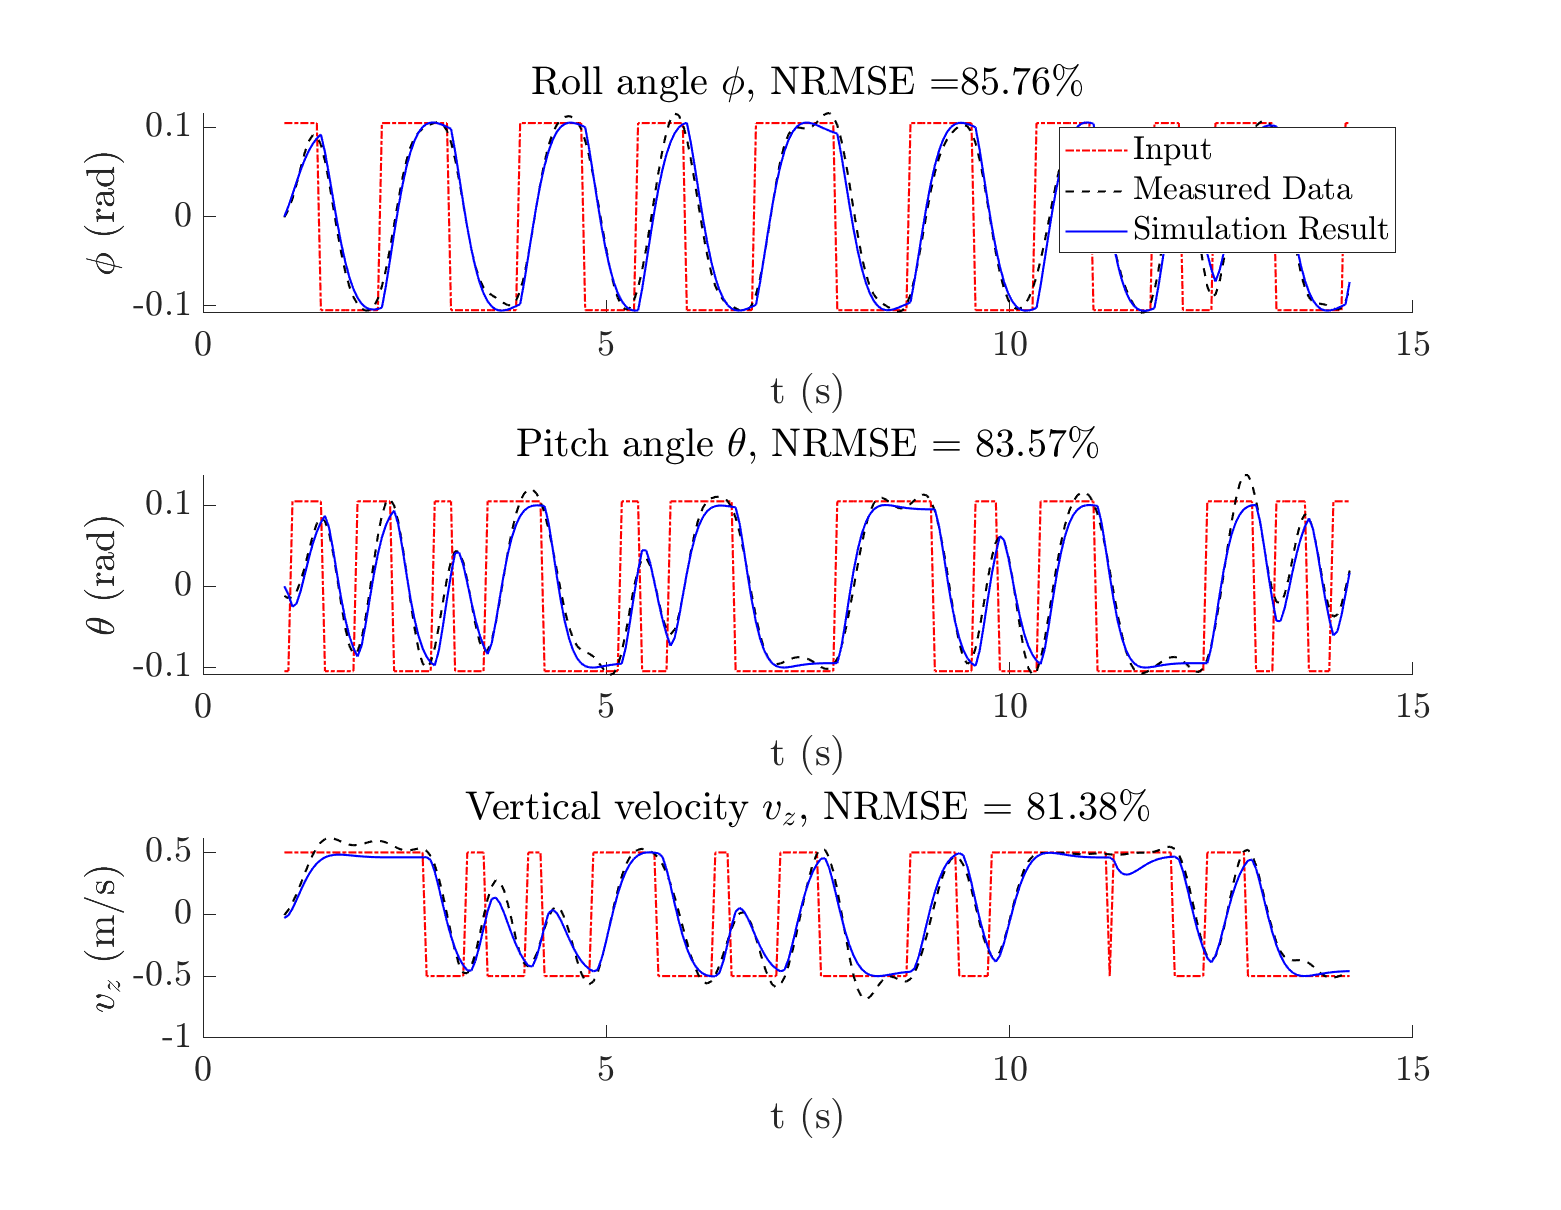 Roll angle ϕ, NRMSE =85.76%
0.1
0
-0.1
ϕ (rad)
Input
Measured Data
Simulation Result
0 5 10 15
t (s)
Pitch angle θ, NRMSE = 83.57%
0.1
0
-0.1
θ (rad)
0 5 10 15
t (s)
Vertical velocity v_z, NRMSE = 81.38%
0.5
0
-0.5
-1
v_z (m/s)
0 5 10 15
t (s)